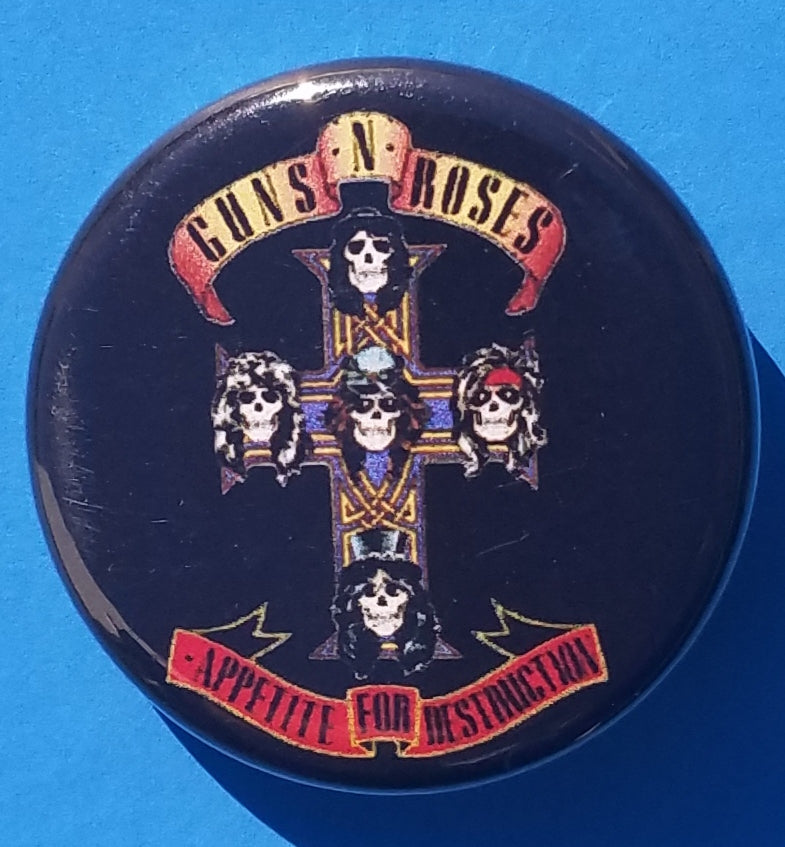 GUNS ·N· ROSES
·APPETITE FOR DESTRUCTION